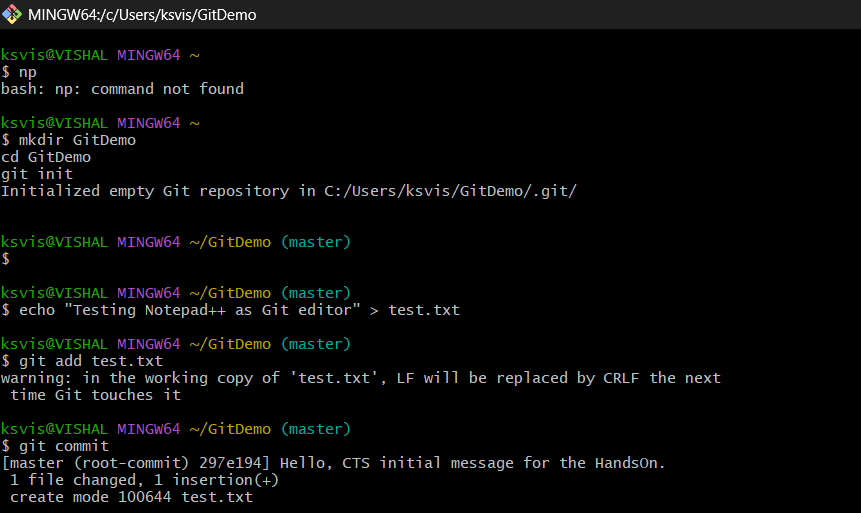 MINGW64:/c/Users/ksvis/GitDemo
ksvis@VISHAL MINGW64 ~
$ np
bash: np: command not found
ksvis@VISHAL MINGW64 ~
$ mkdir GitDemo
cd GitDemo
git init
Initialized empty Git repository in C:/Users/ksvis/GitDemo/.git/
ksvis@VISHAL MINGW64 ~/GitDemo (master)
$
ksvis@VISHAL MINGW64 ~/GitDemo (master)
$ echo "Testing Notepad++ as Git editor" > test.txt
ksvis@VISHAL MINGW64 ~/GitDemo (master)
$ git add test.txt
warning: in the working copy of 'test.txt', LF will be replaced by CRLF the next
 time Git touches it
ksvis@VISHAL MINGW64 ~/GitDemo (master)
$ git commit
[master (root-commit) 297e194] Hello, CTS initial message for the HandsOn.
 1 file changed, 1 insertion(+)
 create mode 100644 test.txt